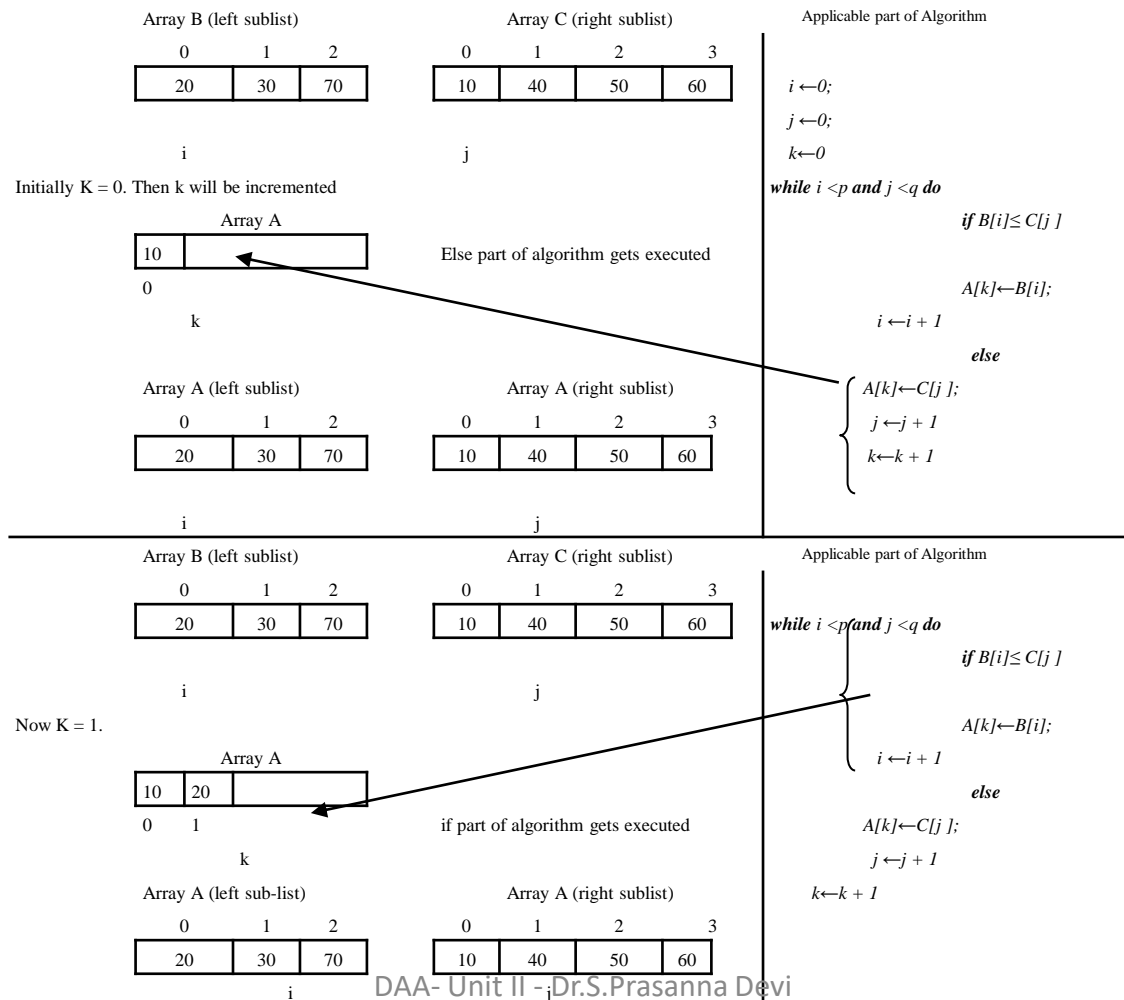 Array B (left sublist) Array C (right sublist) Applicable part of Algorithm
0 1 2 0 1 2 3
20 30 70 10 40 50 60 i ←0;
j ←0;
i j k←0
Initially K = 0. Then k will be incremented while i <p and j <q do
Array A if B[i]≤ C[j ]
10 Else part of algorithm gets executed
0 A[k]←B[i];
k i ←i + 1
else
Array A (left sublist) Array A (right sublist) A[k]←C[j ];
0 1 2 0 1 2 3 j ←j + 1
20 30 70 10 40 50 60 k←k + 1
i j
Array B (left sublist) Array C (right sublist) Applicable part of Algorithm
0 1 2 0 1 2 3
20 30 70 10 40 50 60 while i <p and j <q do
if B[i]≤ C[j ]
i j
Now K = 1. A[k]←B[i];
Array A i ←i + 1
10 20 else
0 1 if part of algorithm gets executed A[k]←C[j ];
k j ←j + 1
Array A (left sub-list) Array A (right sublist) k←k + 1
0 1 2 0 1 2 3
20 30 70 10 40 50 60
i j
DAA- Unit II - Dr.S.Prasanna Devi